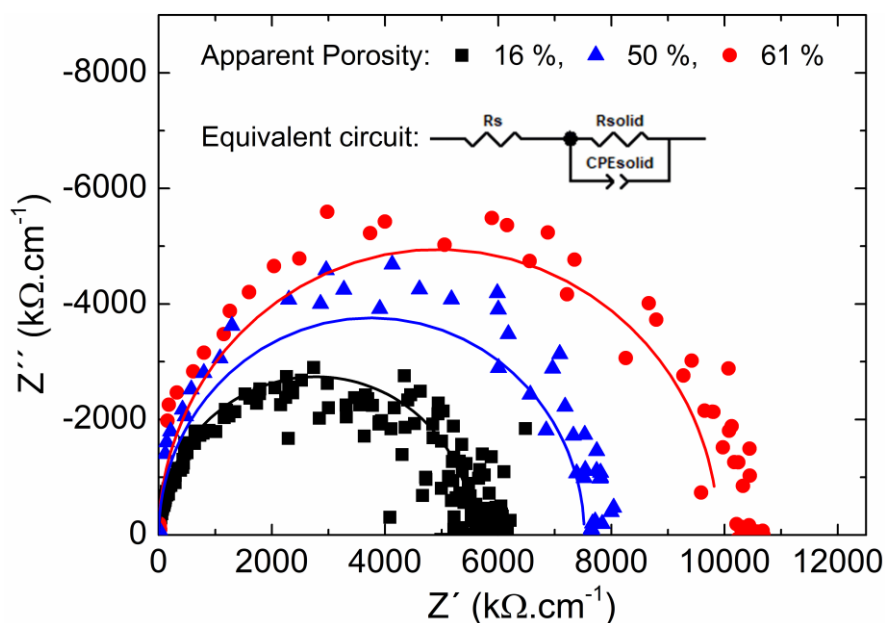 -8000
Apparent Porosity: 16 %, 50 %, 61 %
Rs Rsolid
Equivalent circuit:
CPEsolid
-6000
-4000
-2000
0
0 2000 4000 6000 8000 10000 12000
Z´ (kΩ.cm⁻¹)
Z´´ (kΩ.cm⁻¹)